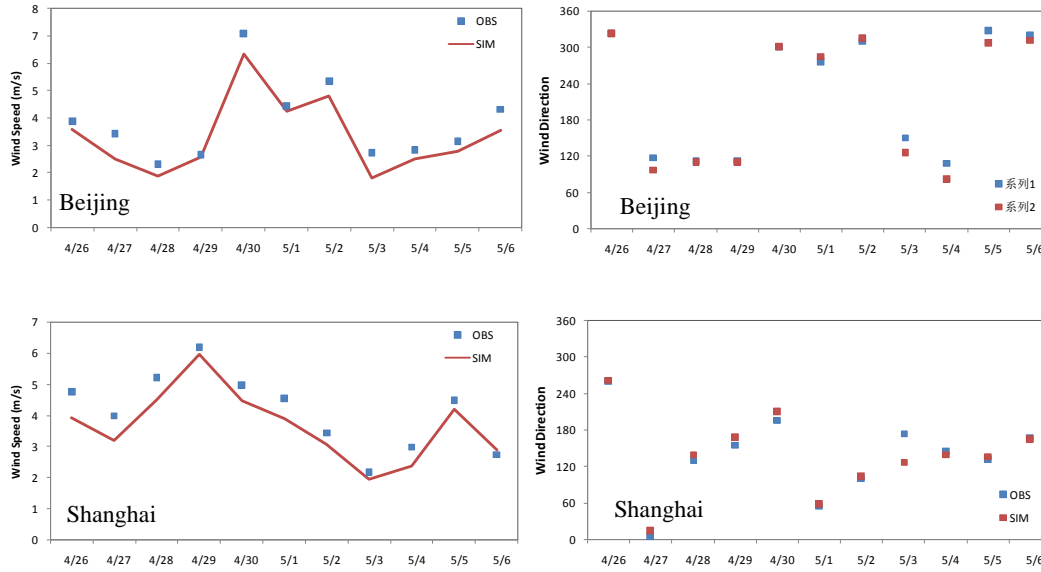 8
7
6
5
4
3
2
1
0
Wind Speed (m/s)
OBS
SIM
Beijing
4/26 4/27 4/28 4/29 4/30 5/1 5/2 5/3 5/4 5/5 5/6
360
300
240
180
120
60
0
Wind Direction
系列1
系列2
Beijing
4/26 4/27 4/28 4/29 4/30 5/1 5/2 5/3 5/4 5/5 5/6
7
6
5
4
3
2
1
0
Wind Speed (m/s)
OBS
SIM
Shanghai
4/26 4/27 4/28 4/29 4/30 5/1 5/2 5/3 5/4 5/5 5/6
360
300
240
180
120
60
0
Wind Direction
OBS
SIM
Shanghai
4/26 4/27 4/28 4/29 4/30 5/1 5/2 5/3 5/4 5/5 5/6